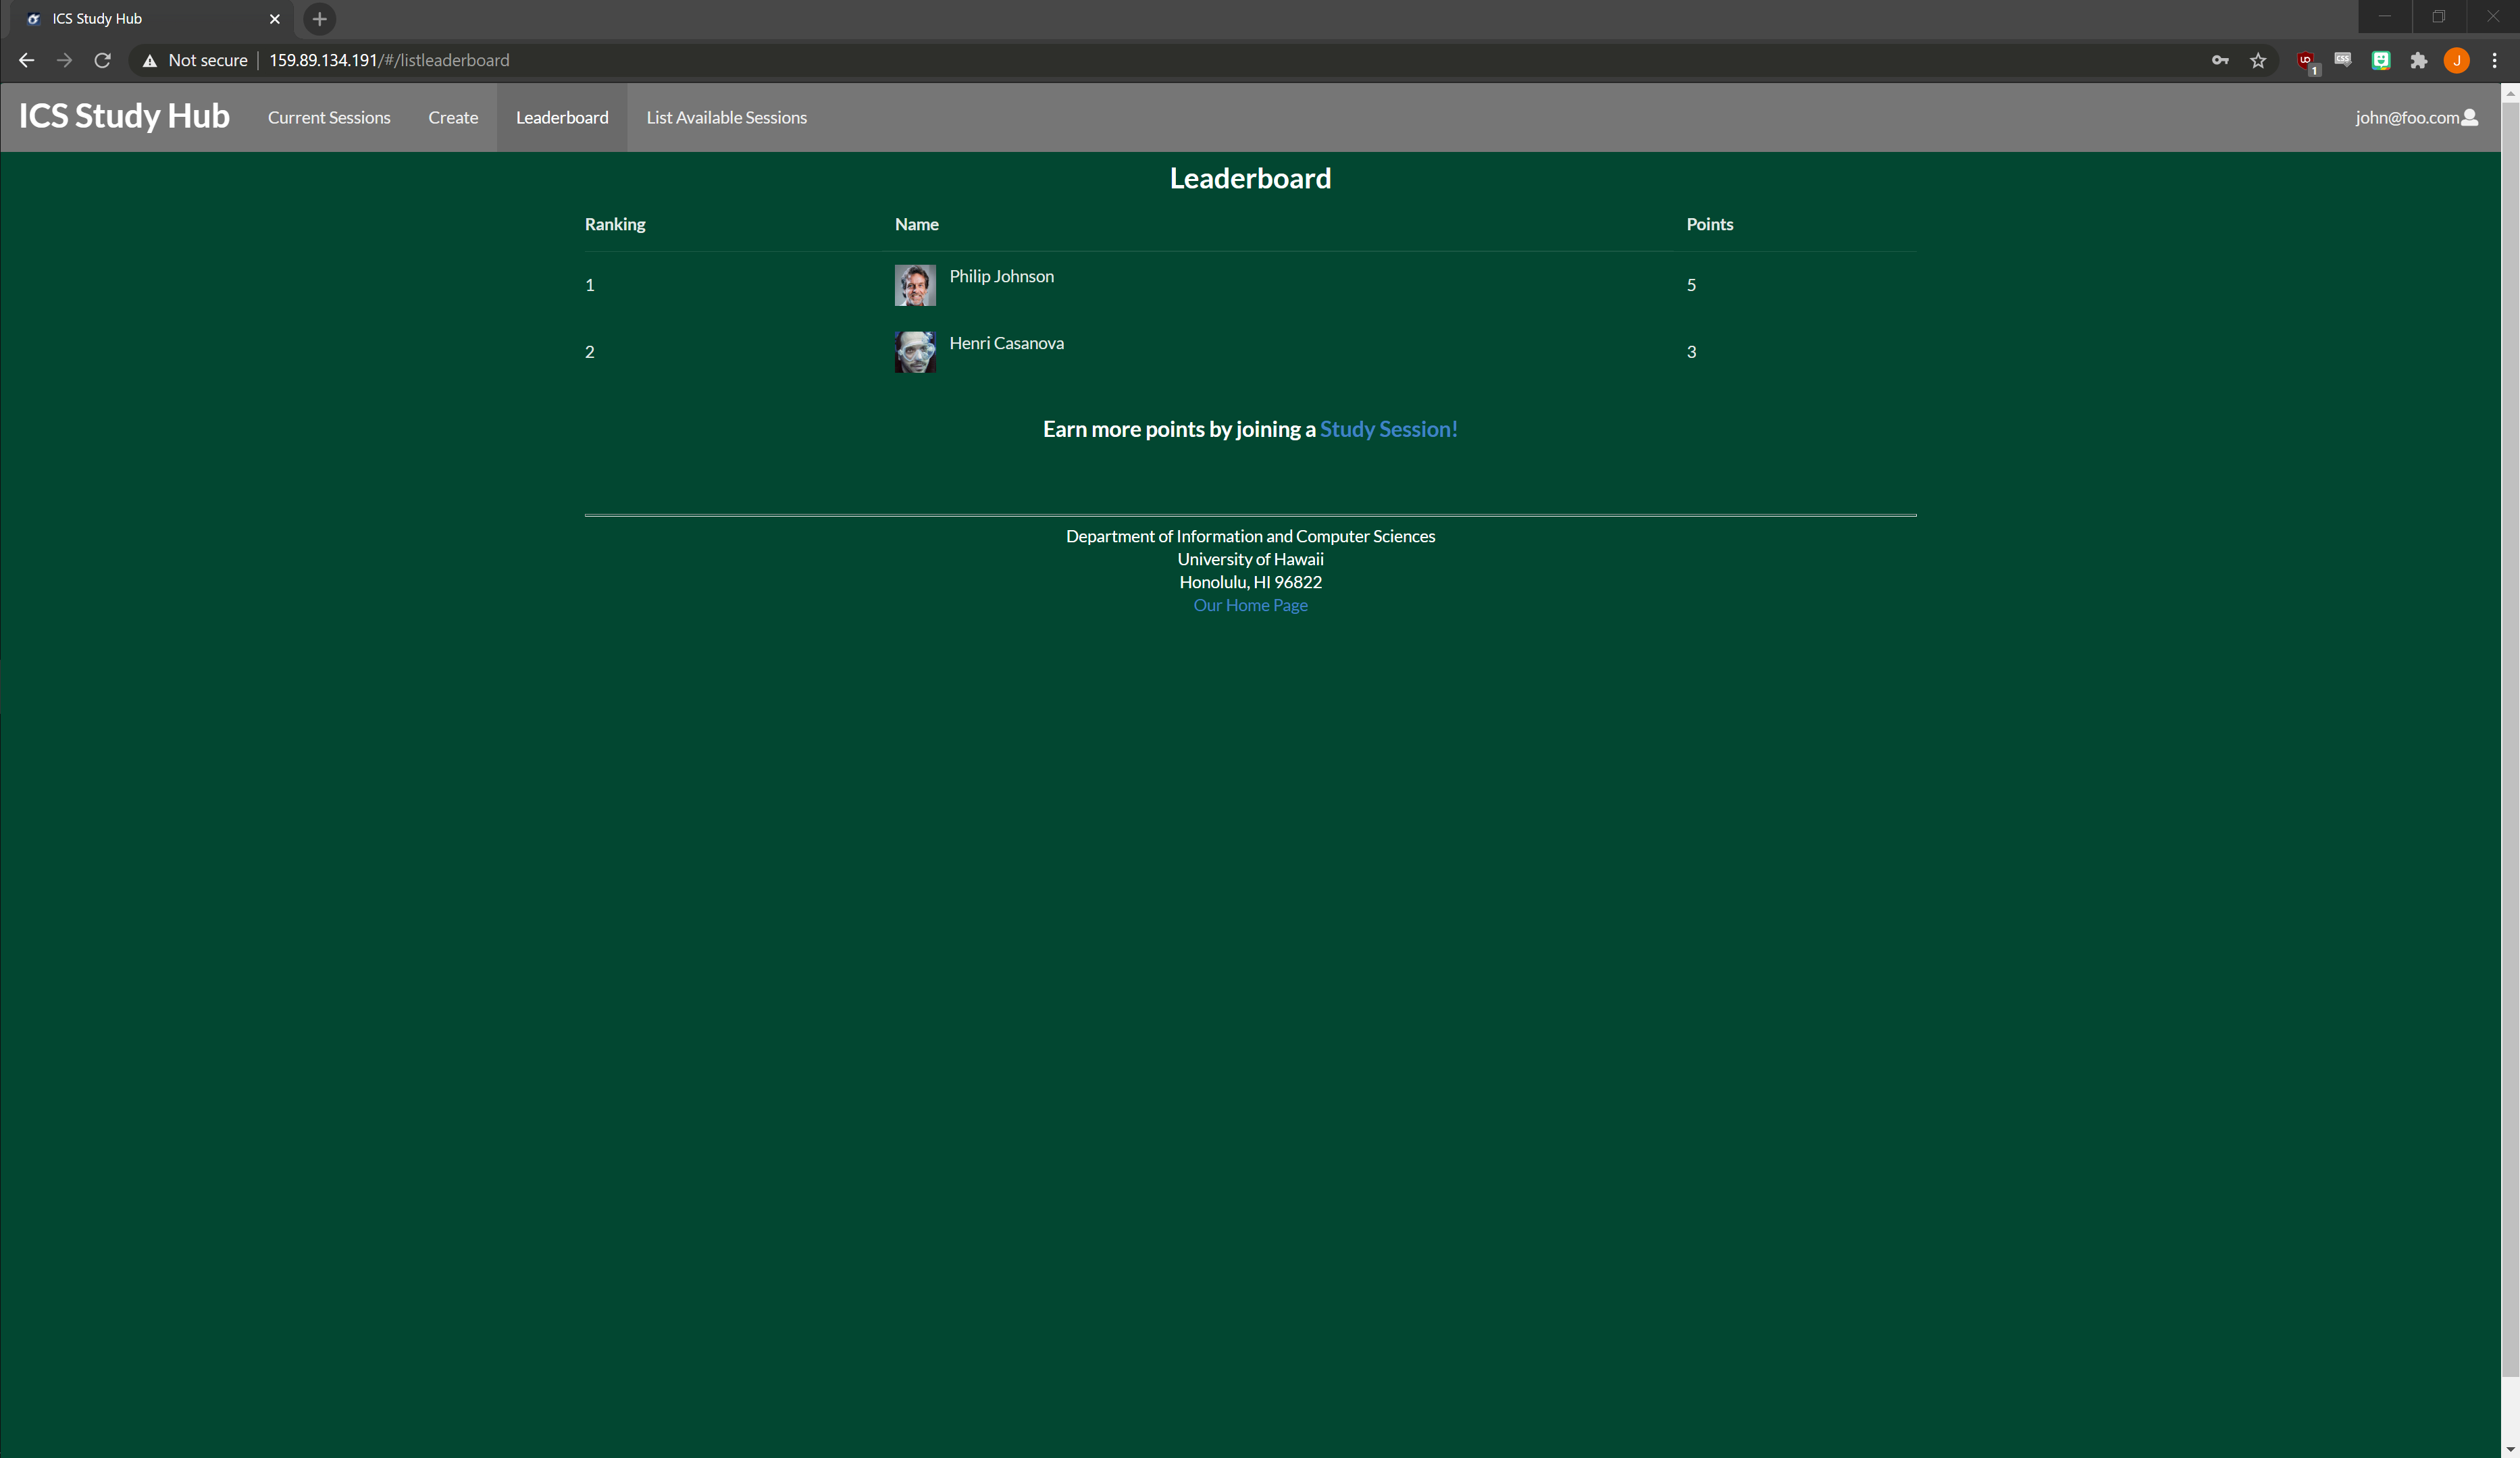 ICS Study Hub
Not secure 159.89.134.191/#/listleaderboard
CSS
1
J
ICS Study Hub Current Sessions Create Leaderboard List Available Sessions john@foo.com
Leaderboard
Ranking Name Points
1 Philip Johnson 5
2 Henri Casanova 3
Earn more points by joining a Study Session!
Department of Information and Computer Sciences
University of Hawaii
Honolulu, HI 96822
Our Home Page